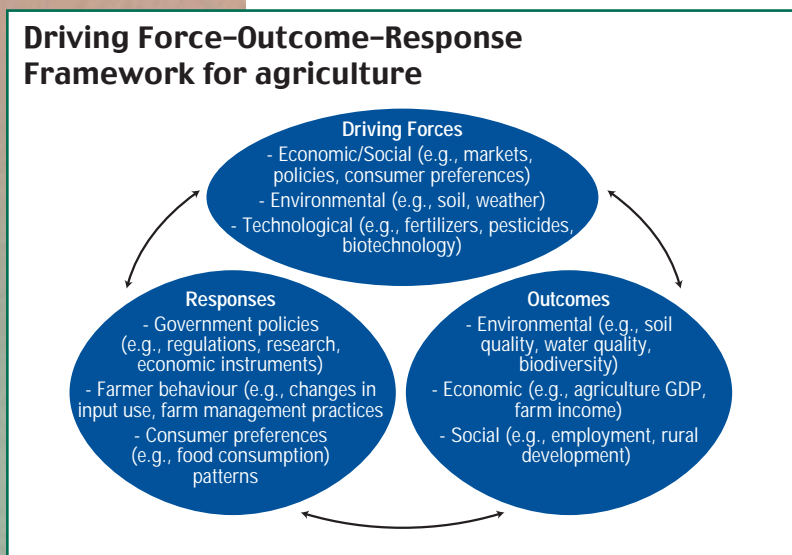 Driving Force–Outcome–Response
Framework for agriculture
Driving Forces
- Economic/Social (e.g., markets,
policies, consumer preferences)
- Environmental (e.g., soil, weather)
- Technological (e.g., fertilizers, pesticides,
biotechnology)
Responses
- Government policies
(e.g., regulations, research,
economic instruments)
- Farmer behaviour (e.g., changes in
input use, farm management practices
- Consumer preferences
(e.g., food consumption)
patterns
Outcomes
- Environmental (e.g., soil
quality, water quality,
biodiversity)
- Economic (e.g., agriculture GDP,
farm income)
- Social (e.g., employment, rural
development)